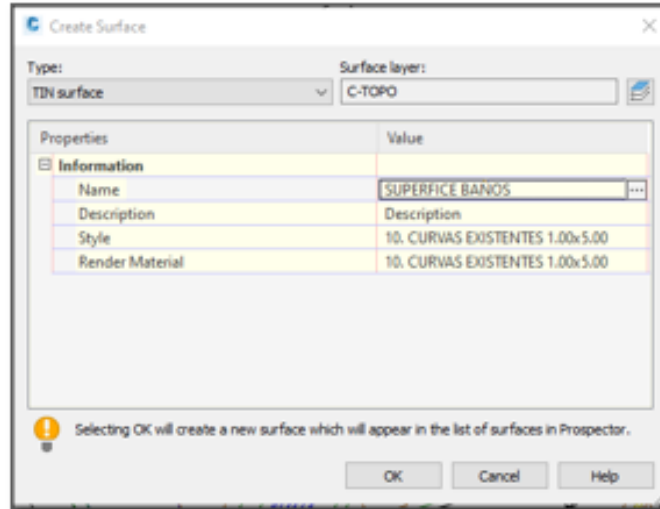 Create Surface
Type:
Surface layer:
TIN surface
C-TOPO
Properties Value
Information
Name SUPERFICE BANOS
Description Description
Style 10. CURVAS EXISTENTES 1.00x5.00
Render Material 10. CURVAS EXISTENTES 1.00x5.00
Selecting OK will create a new surface which will appear in the list of surfaces in Prospector.
OK Cancel Help